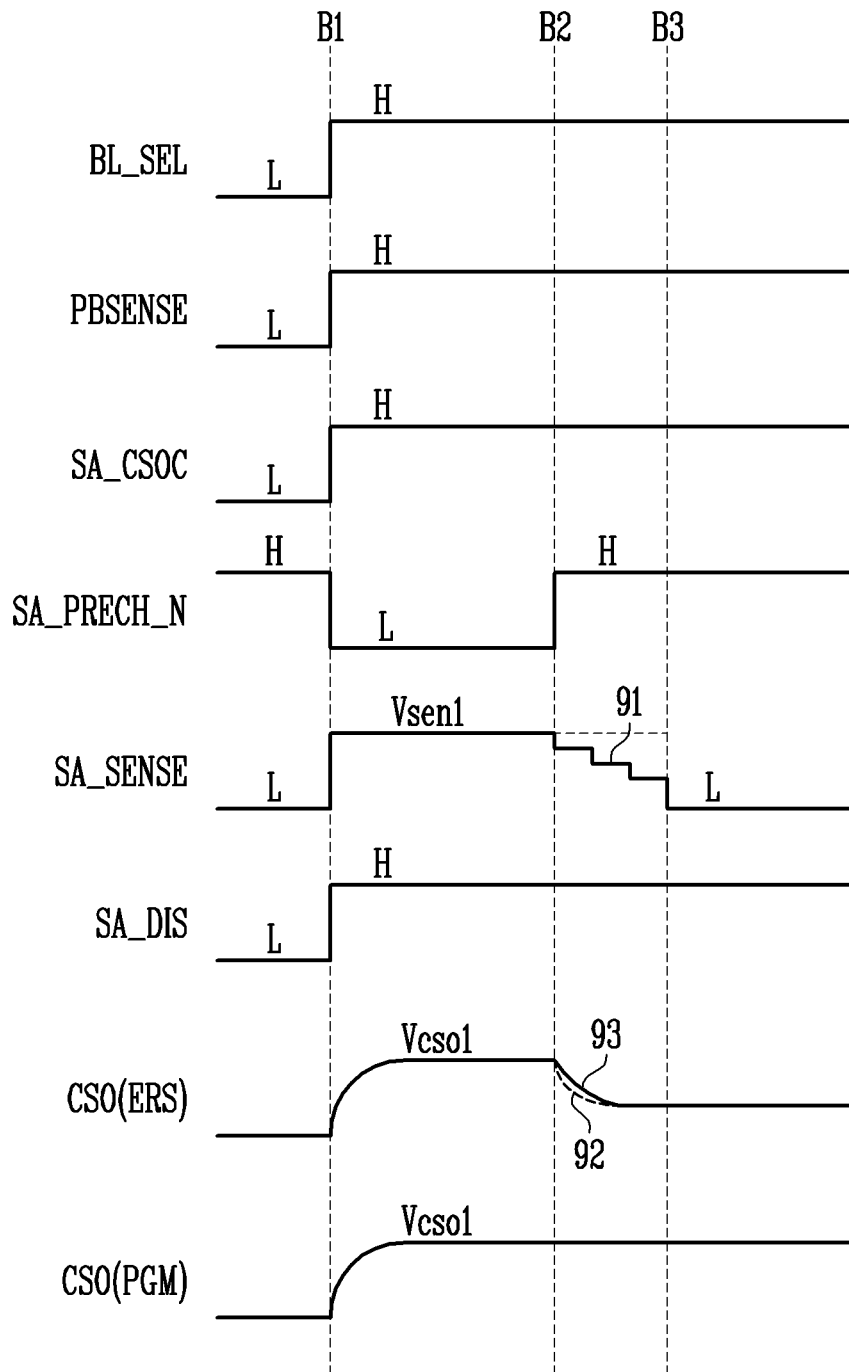 B1 B2 B3
H
BL_SEL L
H
PBSENSE L
H
SA_CSOC L
H H
SA_PRECH_N L
Vsen1 91
SA_SENSE L L
H
SA_DIS L
Vcso1 93
CSO(ERS)
92
Vcso1
CSO(PGM)